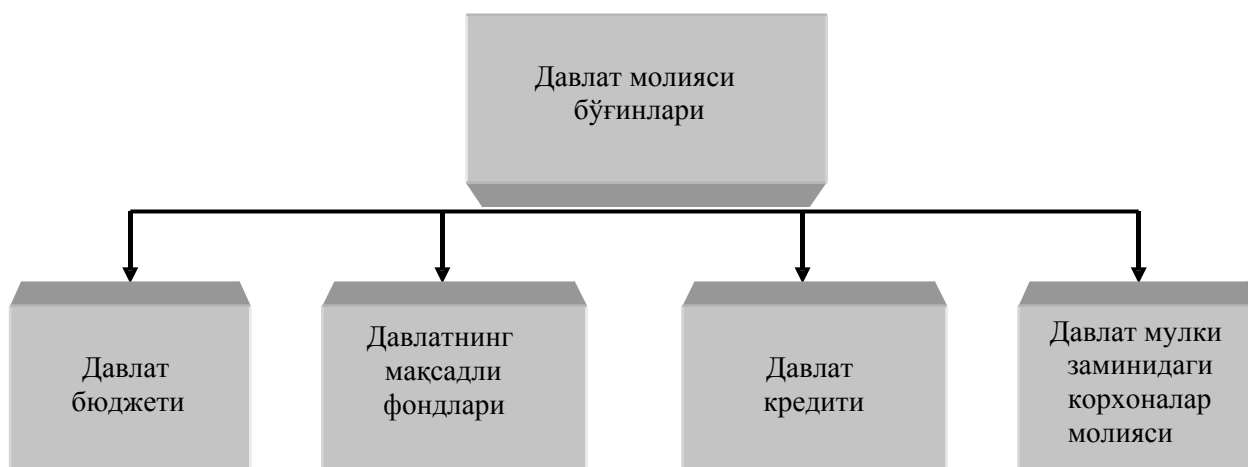 Давлат молияси
бўғинлари
Давлат
бюджети
Давлатнинг
мақсадли
фондлари
Давлат
кредити
Давлат мулки
заминидаги
корхоналар
молияси